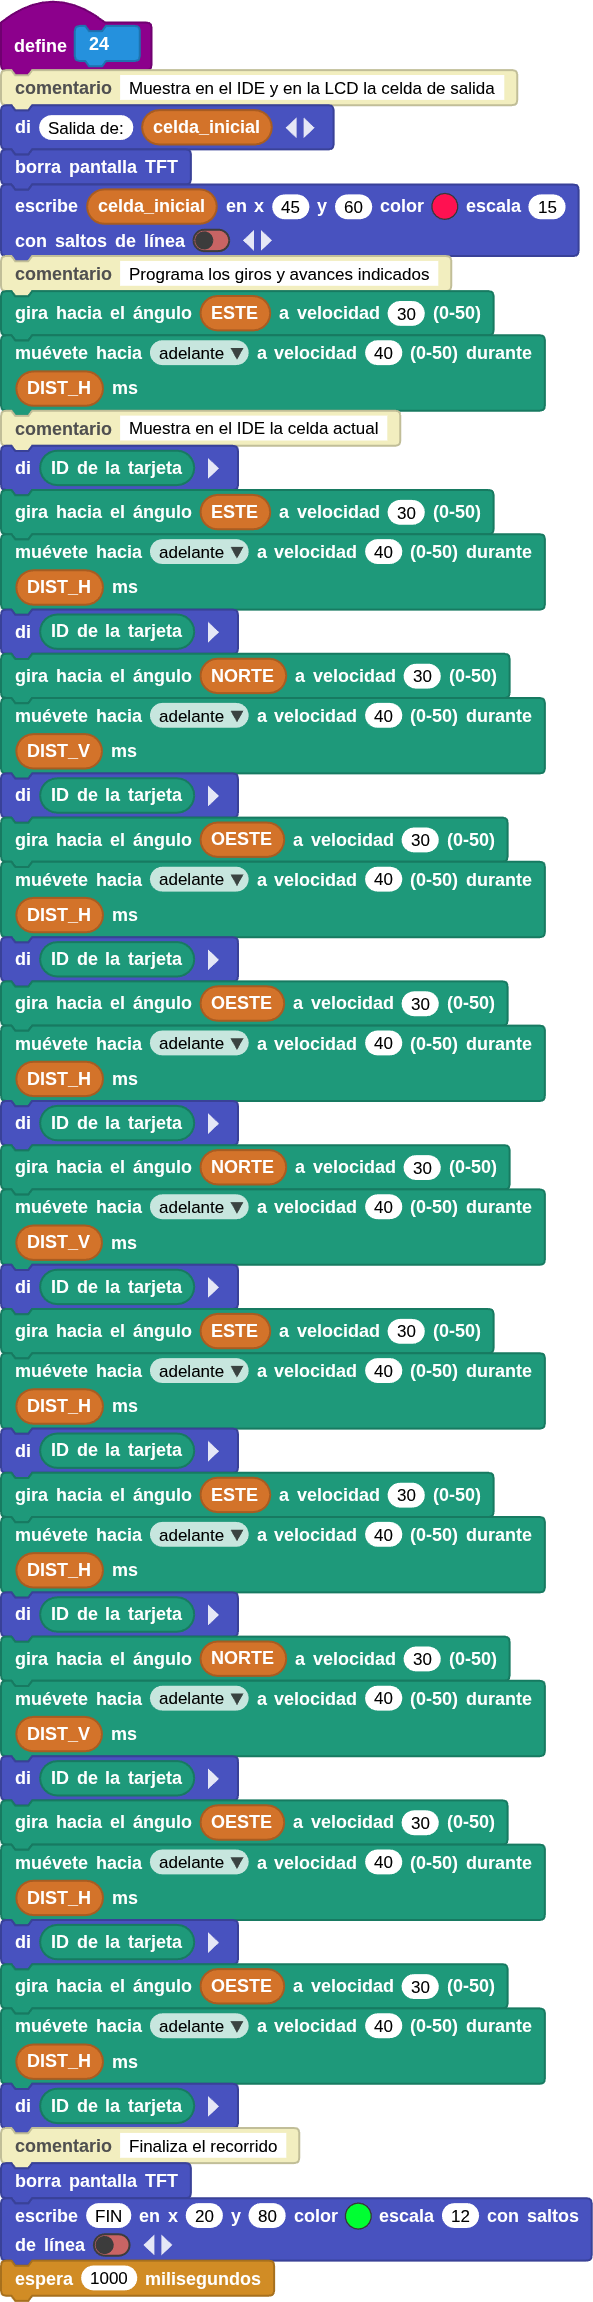 define 24
comentario Muestra en el IDE y en la LCD la celda de salida
di Salida de: celda_inicial
borra pantalla TFT
escribe celda_inicial en x 45 y 60 color escala 15
con saltos de línea
comentario Programa los giros y avances indicados
gira hacia el ángulo ESTE a velocidad 30 (0-50)
muévete hacia adelante a velocidad 40 (0-50) durante
DIST_H ms
comentario Muestra en el IDE la celda actual
di ID de la tarjeta
gira hacia el ángulo ESTE a velocidad 30 (0-50)
muévete hacia adelante a velocidad 40 (0-50) durante
DIST_H ms
di ID de la tarjeta
gira hacia el ángulo NORTE a velocidad 30 (0-50)
muévete hacia adelante a velocidad 40 (0-50) durante
DIST_V ms
di ID de la tarjeta
gira hacia el ángulo OESTE a velocidad 30 (0-50)
muévete hacia adelante a velocidad 40 (0-50) durante
DIST_H ms
di ID de la tarjeta
gira hacia el ángulo OESTE a velocidad 30 (0-50)
muévete hacia adelante a velocidad 40 (0-50) durante
DIST_H ms
di ID de la tarjeta
gira hacia el ángulo NORTE a velocidad 30 (0-50)
muévete hacia adelante a velocidad 40 (0-50) durante
DIST_V ms
di ID de la tarjeta
gira hacia el ángulo ESTE a velocidad 30 (0-50)
muévete hacia adelante a velocidad 40 (0-50) durante
DIST_H ms
di ID de la tarjeta
gira hacia el ángulo ESTE a velocidad 30 (0-50)
muévete hacia adelante a velocidad 40 (0-50) durante
DIST_H ms
di ID de la tarjeta
gira hacia el ángulo NORTE a velocidad 30 (0-50)
muévete hacia adelante a velocidad 40 (0-50) durante
DIST_V ms
di ID de la tarjeta
gira hacia el ángulo OESTE a velocidad 30 (0-50)
muévete hacia adelante a velocidad 40 (0-50) durante
DIST_H ms
di ID de la tarjeta
gira hacia el ángulo OESTE a velocidad 30 (0-50)
muévete hacia adelante a velocidad 40 (0-50) durante
DIST_H ms
di ID de la tarjeta
comentario Finaliza el recorrido
borra pantalla TFT
escribe FIN en x 20 y 80 color escala 12 con saltos
de línea
espera 1000 milisegundos